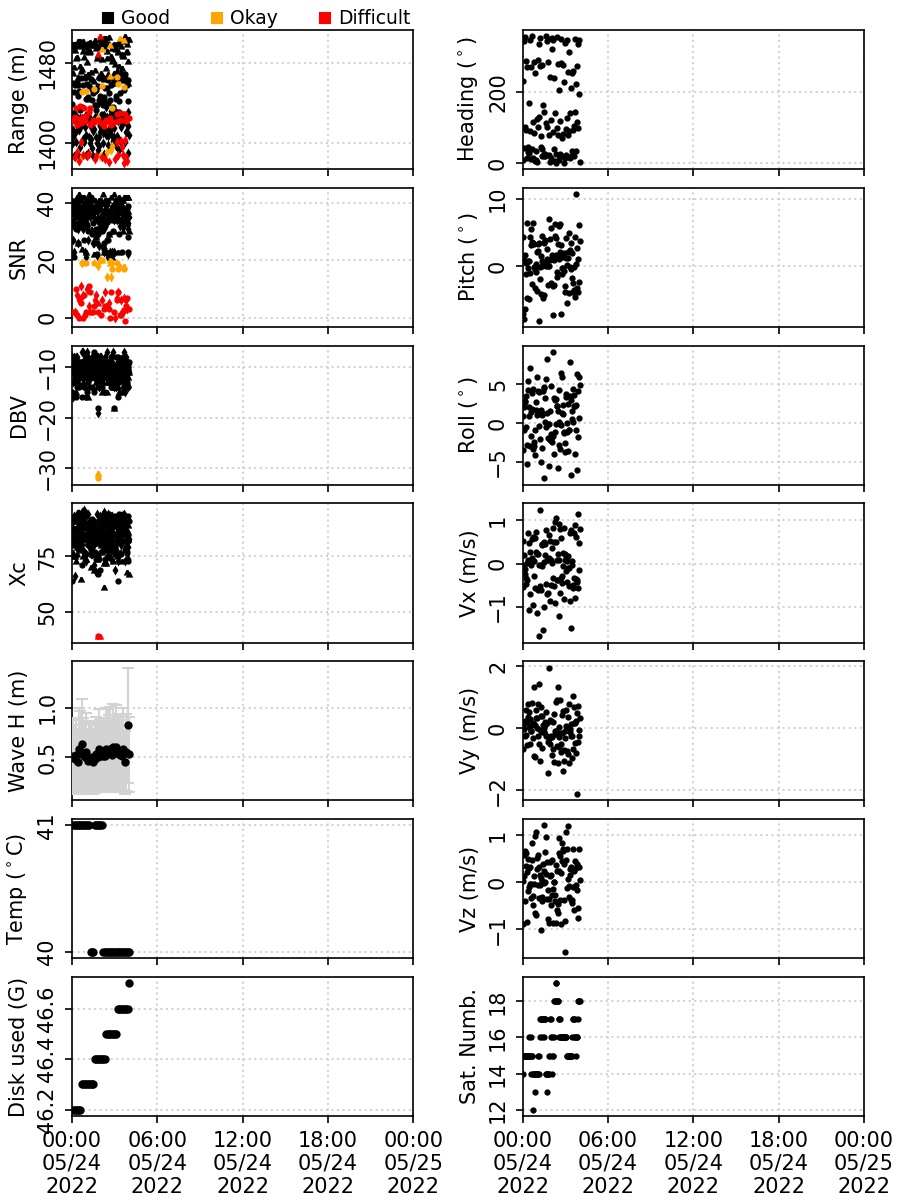 Good Okay Difficult
Range (m)
1480
1400
Heading (°)
200
0
SNR
40
20
0
Pitch (°)
10
0
DBV
−10
−20
−30
Roll (°)
5
0
−5
Xc
75
50
Vx (m/s)
1
0
−1
Wave H (m)
1.0
0.5
Vy (m/s)
2
0
−2
Temp (°C)
41
40
Vz (m/s)
1
0
−1
Disk used (G)
46.6
46.4
46.2
Sat. Numb.
18
16
14
12
00:00 06:00 12:00 18:00 00:00
05/24 05/24 05/24 05/24 05/25
2022 2022 2022 2022 2022
00:00 06:00 12:00 18:00 00:00
05/24 05/24 05/24 05/24 05/25
2022 2022 2022 2022 2022